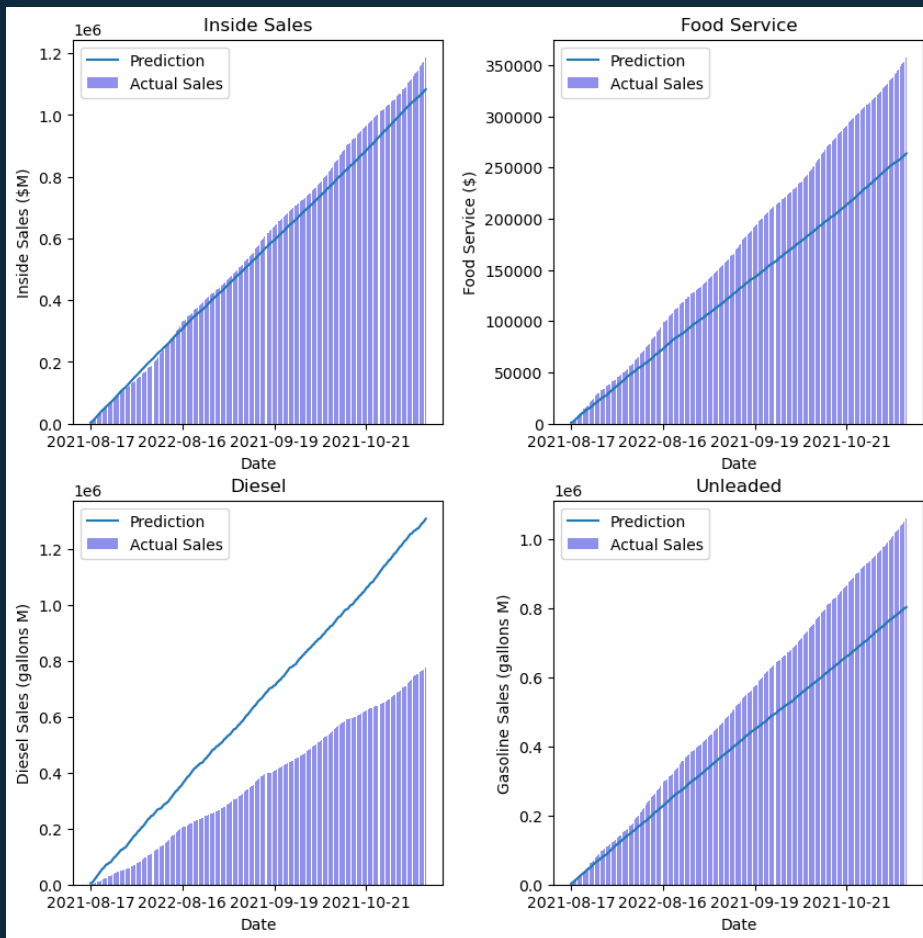 Inside Sales
1e6
Prediction
Actual Sales
1.2
1.0
0.8
0.6
0.4
0.2
0.0
Inside Sales ($M)
2021-08-17 2022-08-16 2021-09-19 2021-10-21
Date
Food Service
Prediction
Actual Sales
350000
300000
250000
200000
150000
100000
50000
0
Food Service ($)
2021-08-17 2022-08-16 2021-09-19 2021-10-21
Date
Diesel
1e6
Prediction
Actual Sales
1.2
1.0
0.8
0.6
0.4
0.2
0.0
Diesel Sales (gallons M)
2021-08-17 2022-08-16 2021-09-19 2021-10-21
Date
Unleaded
1e6
Prediction
Actual Sales
1.0
0.8
0.6
0.4
0.2
0.0
Gasoline Sales (gallons M)
2021-08-17 2022-08-16 2021-09-19 2021-10-21
Date